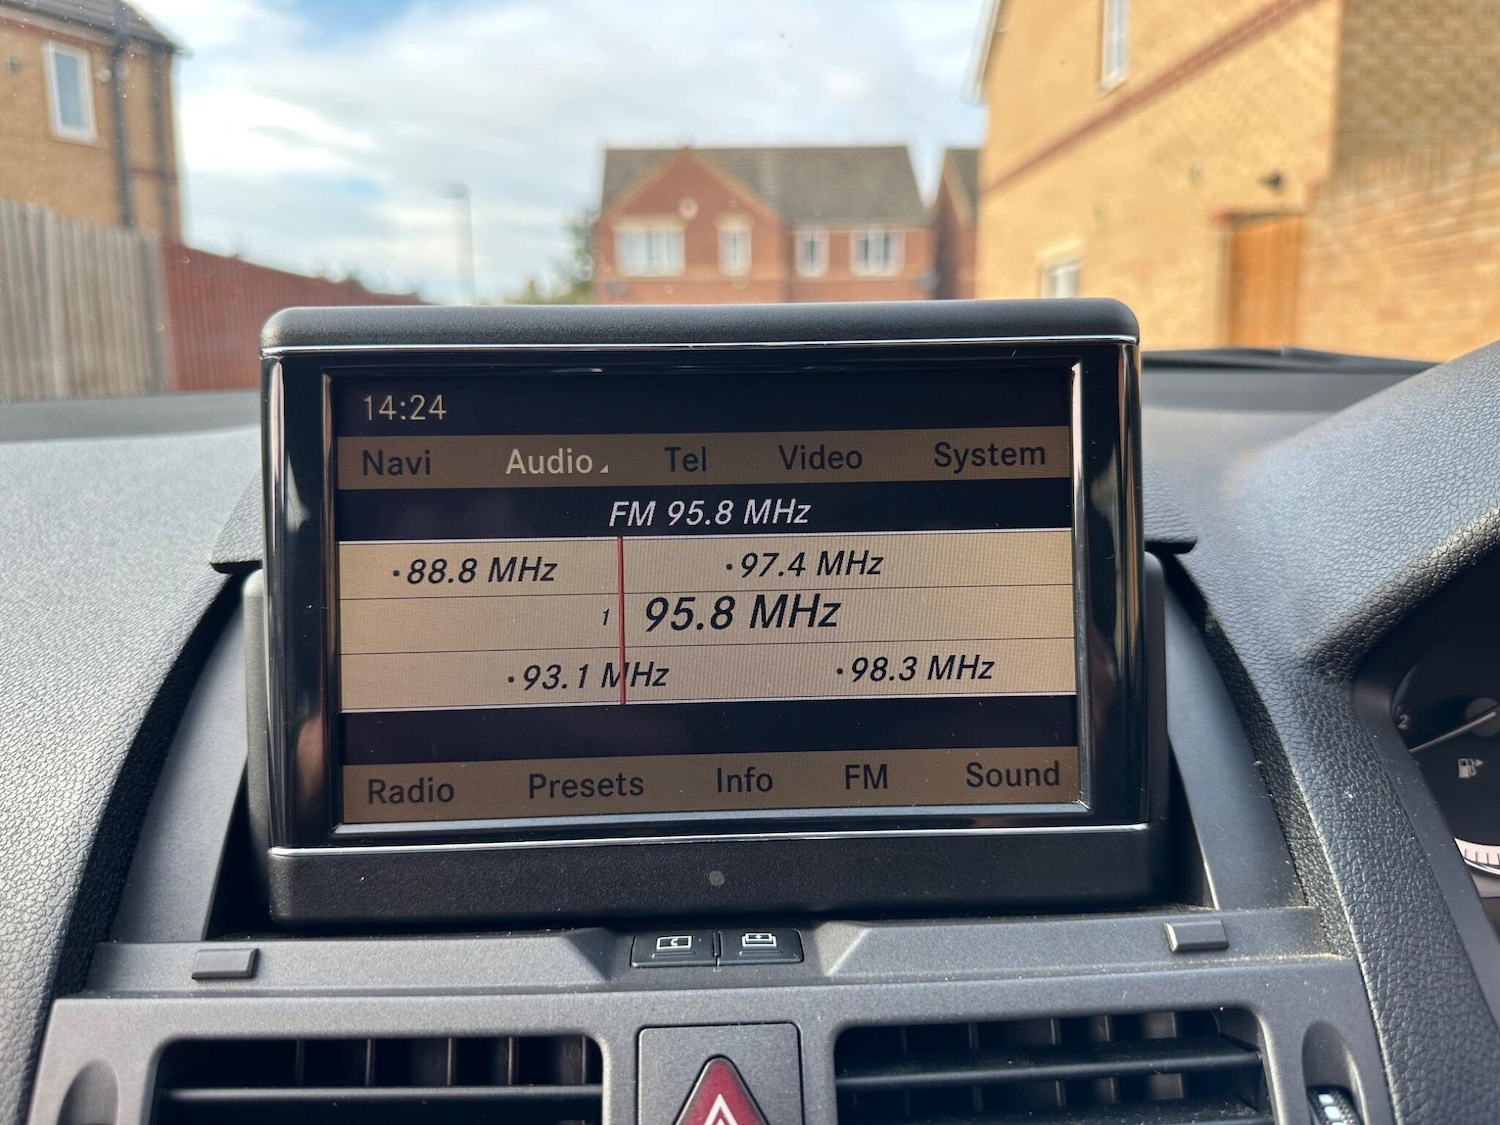 14:24
Navi Audio Tel Video System
FM 95.8 MHz
·88.8 MHz ·97.4 MHz
1 95.8 MHz
·93.1 MHz ·98.3 MHz
Radio Presets Info FM Sound
2